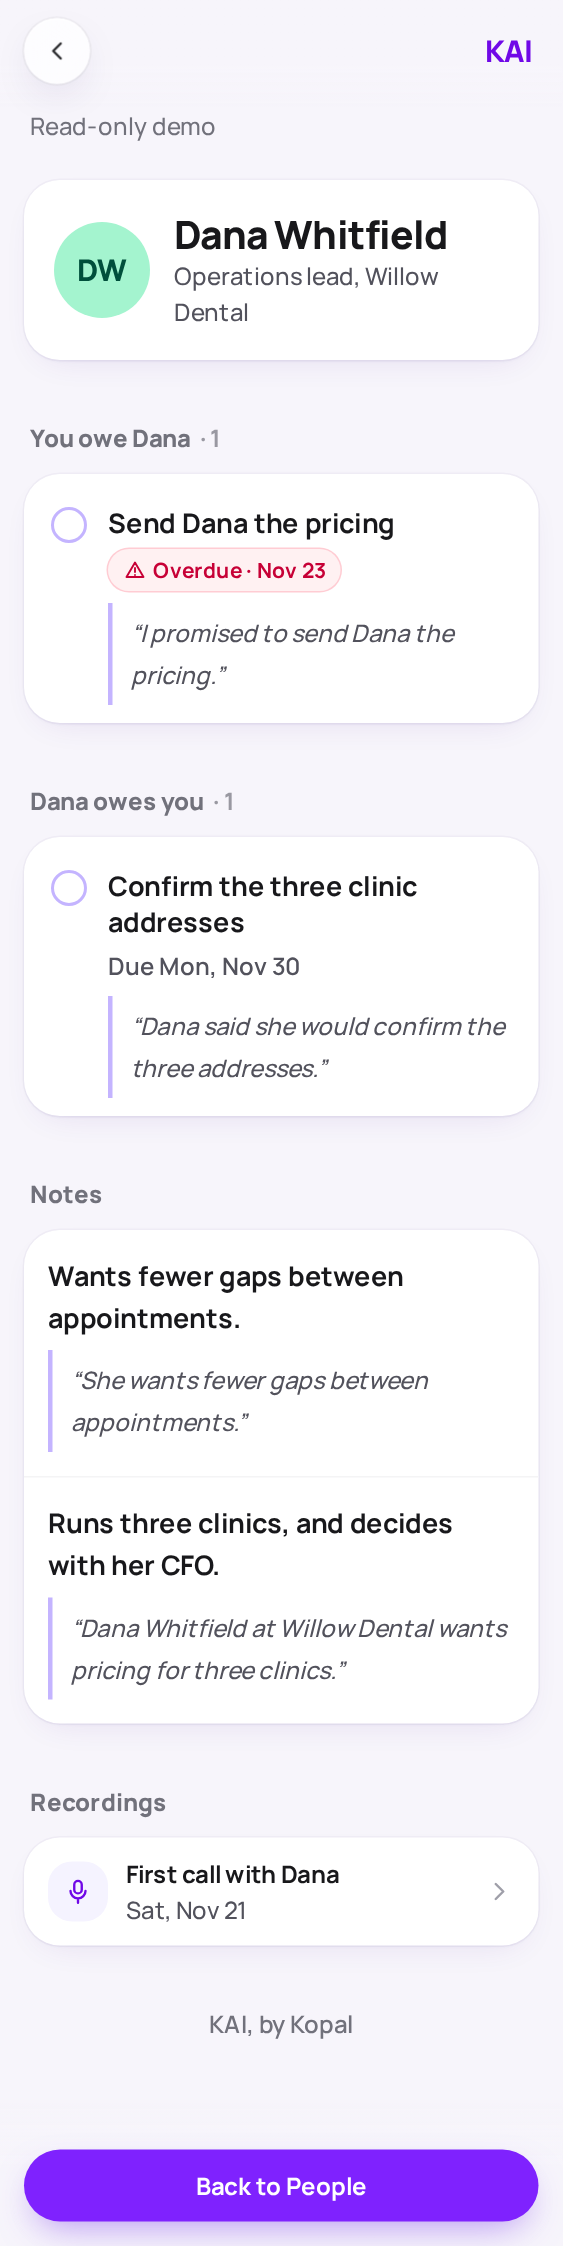 KAI
Read-only demo
DW
Dana Whitfield
Operations lead, Willow
Dental
You owe Dana · 1
Send Dana the pricing
Overdue · Nov 23
“I promised to send Dana the
pricing.”
Dana owes you · 1
Confirm the three clinic
addresses
Due Mon, Nov 30
“Dana said she would confirm the
three addresses.”
Notes
Wants fewer gaps between
appointments.
“She wants fewer gaps between
appointments.”
Runs three clinics, and decides
with her CFO.
“Dana Whitfield at Willow Dental wants
pricing for three clinics.”
Recordings
First call with Dana
Sat, Nov 21
KAI, by Kopal
Back to People